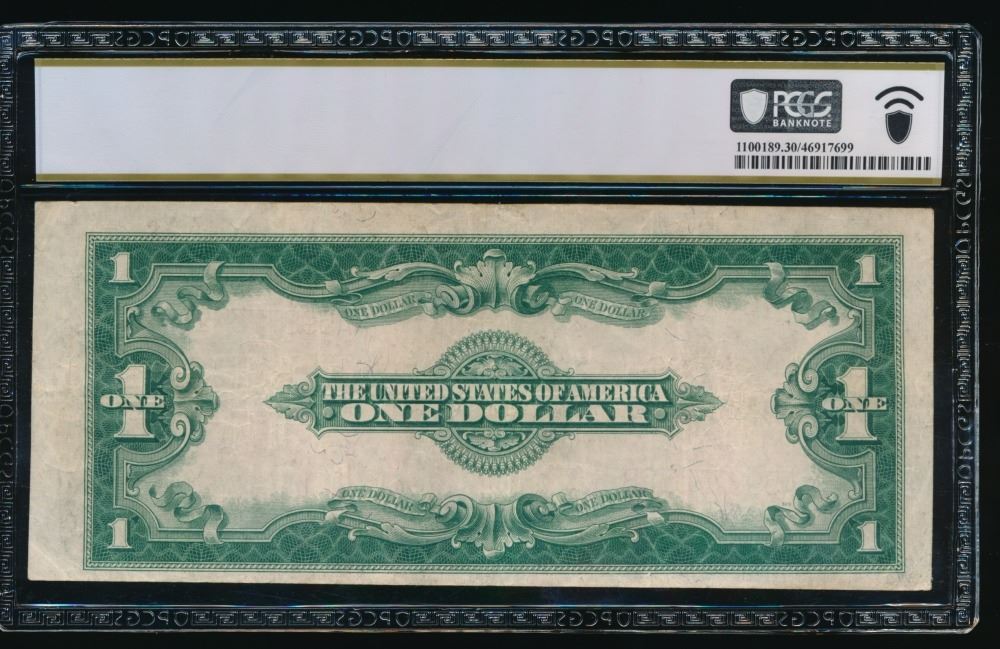 PCGS
BANKNOTE
1100189.30/46917699
1 1
ONE DOLLAR ONE DOLLAR
THE UNITED STATES OF AMERICA
ONE DOLLAR
1 ONE 1 ONE
ONE DOLLAR ONE DOLLAR
1 1